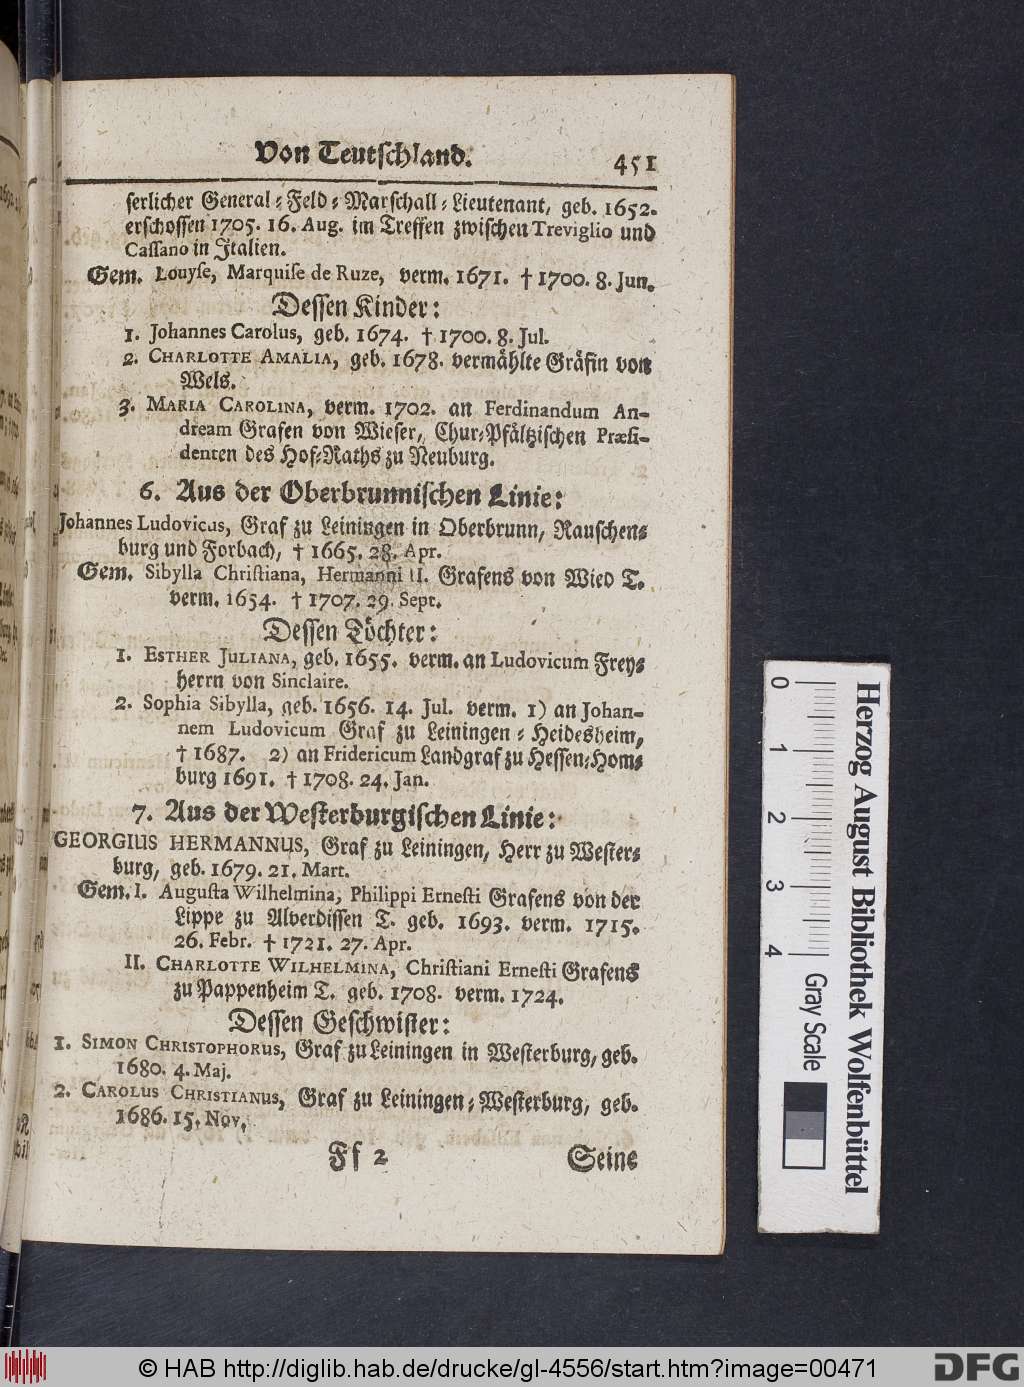 Von Teutschland. 451
serlicher General-Feld-Marschall-Lieutenant, geb. 1652.
erschossen 1705. 16. Aug. im Treffen zwischen Treviglio und
Cassano in Italien.
Gem. Louyse, Marquise de Ruze, verm. 1671. † 1700. 8. Jun.
Dessen Kinder:
1. Johannes Carolus, geb. 1674. † 1700. 8. Jul.
2. CHARLOTTE AMALIA, geb. 1678. vermählte Gräfin von
Wels.
3. MARIA CAROLINA, verm. 1702. an Ferdinandum An-
dream Grafen von Wieser, Chur-Pfältzischen Præsi-
denten des Hof-Raths zu Neuburg.
6. Aus der Oberbrunnischen Linie:
Johannes Ludovicus, Graf zu Leiningen in Oberbrunn, Rauschen-
burg und Forbach, † 1665. 28. Apr.
Gem. Sibylla Christiana, Hermanni II. Grafens von Wied T.
verm. 1654. † 1707. 29. Sept.
Dessen Töchter:
1. ESTHER JULIANA, geb. 1655. verm. an Ludovicum Frey-
herrn von Sinclaire.
2. Sophia Sibylla, geb. 1656. 14. Jul. verm. 1) an Johan-
nem Ludovicum Graf zu Leiningen-Heidesheim,
† 1687. 2) an Fridericum Landgraf zu Hessen-Hom-
burg 1691. † 1708. 24. Jan.
7. Aus der Westerburgischen Linie:
GEORGIUS HERMANNUS, Graf zu Leiningen, Herr zu Wester-
burg, geb. 1679. 21. Mart.
Gem. I. Augusta Wilhelmina, Philippi Ernesti Grafens von der
Lippe zu Alverdissen T. geb. 1693. verm. 1715.
26. Febr. † 1721. 27. Apr.
II. CHARLOTTE WILHELMINA, Christiani Ernesti Grafens
zu Pappenheim T. geb. 1708. verm. 1724.
Dessen Geschwister:
1. SIMON CHRISTOPHORUS, Graf zu Leiningen in Westerburg, geb.
1680. 4. Maj.
2. CAROLUS CHRISTIANUS, Graf zu Leiningen-Westerburg, geb.
1686. 15. Nov.
Ff 2 Seine
0 1 2 3 4 Gray Scale
Herzog August Bibliothek Wolfenbüttel
© HAB http://diglib.hab.de/drucke/gl-4556/start.htm?image=00471
DFG